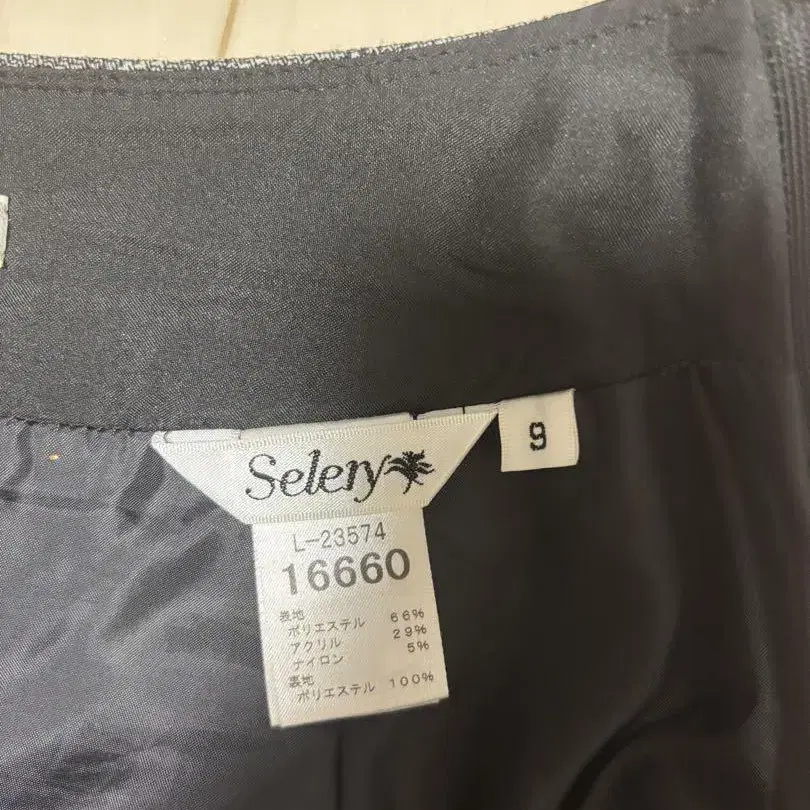 Selery
9
L-23574
16660
表地
ポリエステル 66%
アクリル 29%
ナイロン 5%
裏地
ポリエステル 100%